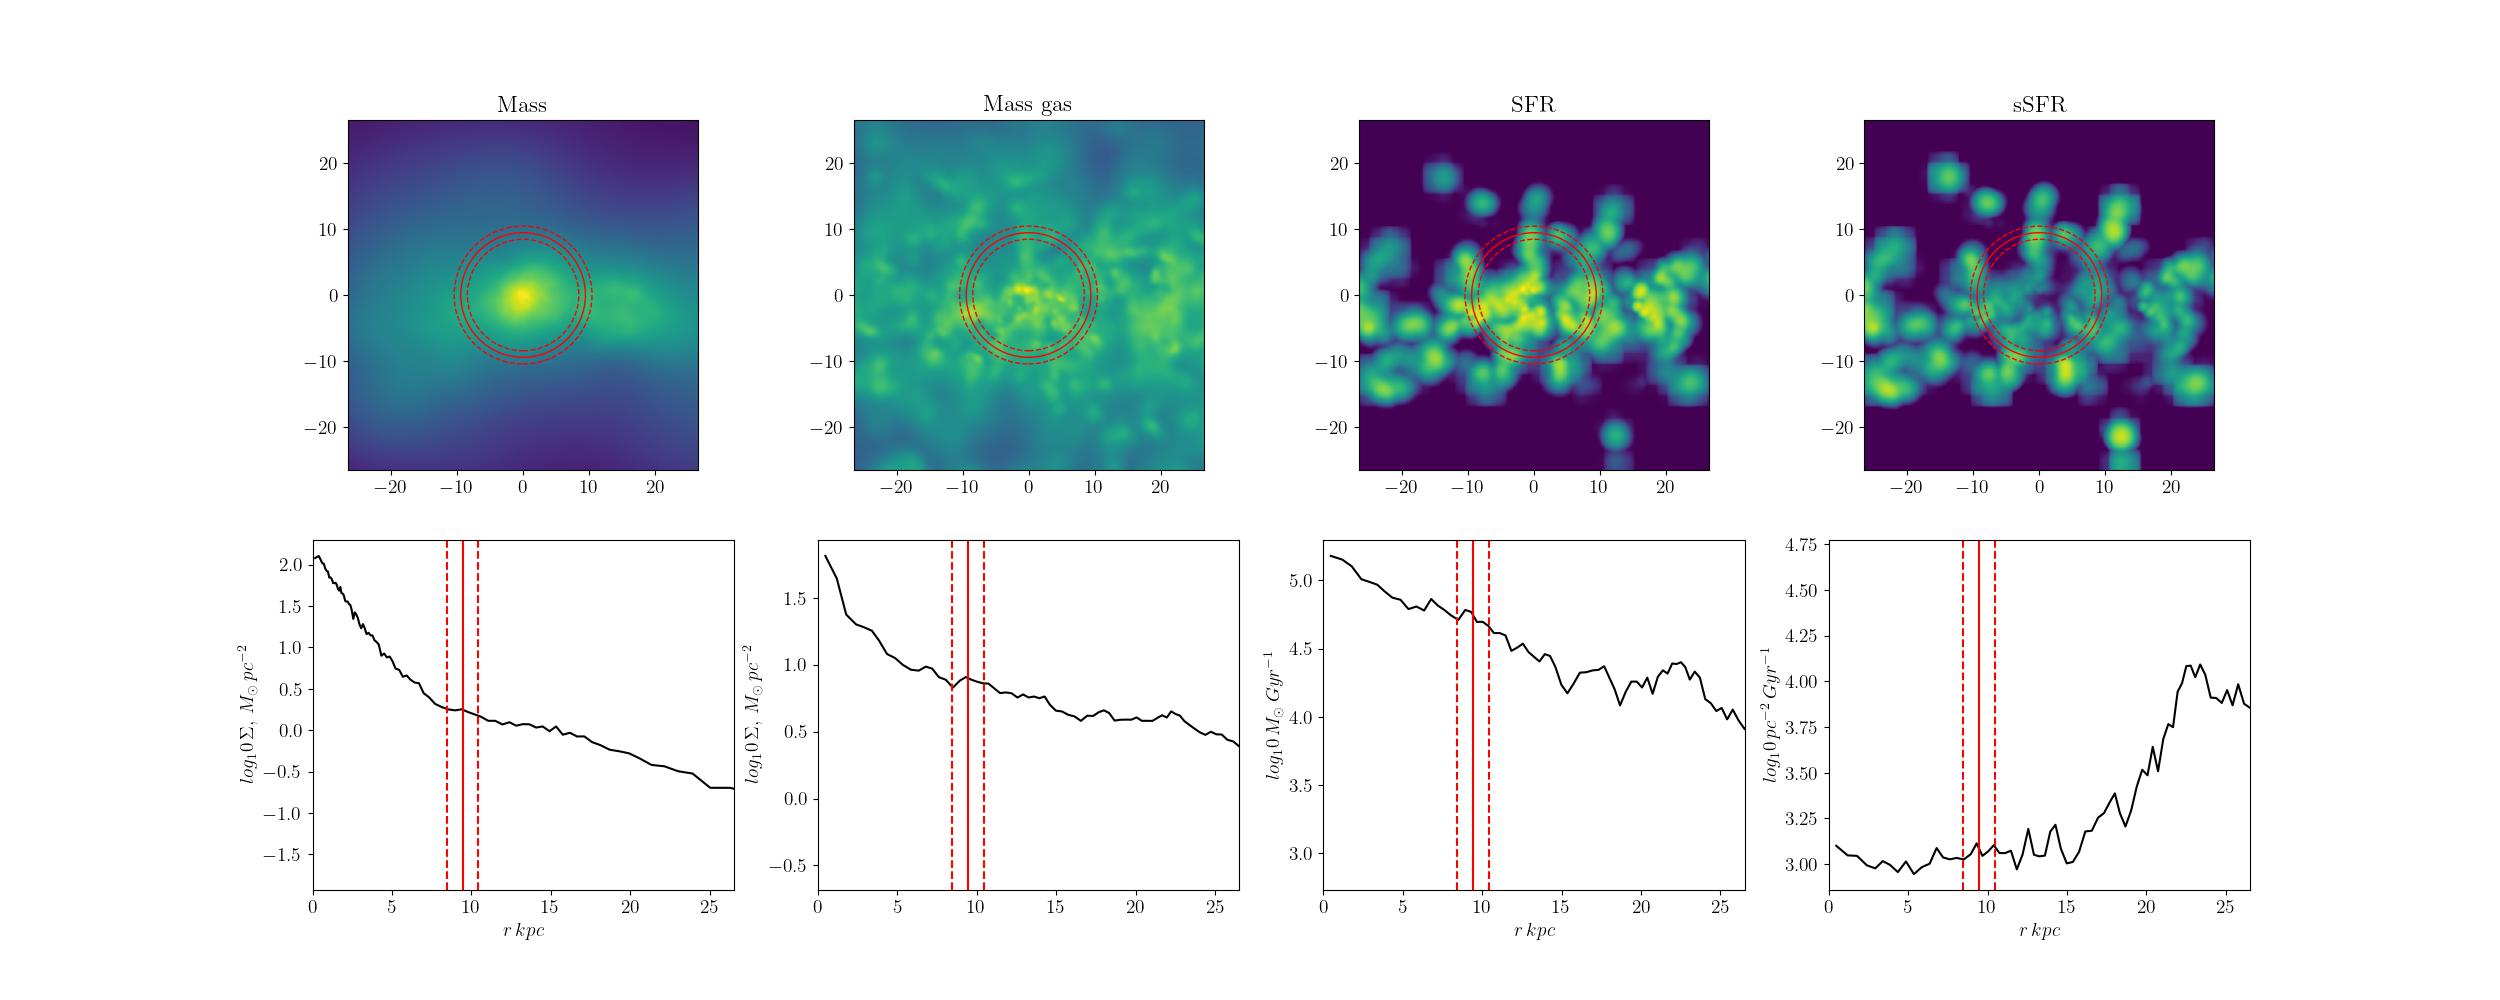 Mass
Mass gas
SFR
sSFR
20
10
0
−10
−20
−20 −10 0 10 20
20
10
0
−10
−20
−20 −10 0 10 20
20
10
0
−10
−20
−20 −10 0 10 20
20
10
0
−10
−20
−20 −10 0 10 20
log₁0 Σ, M⊙ pc⁻²
2.0
1.5
1.0
0.5
0.0
−0.5
−1.0
−1.5
0 5 10 15 20 25
r kpc
log₁0 Σ, M⊙ pc⁻²
1.5
1.0
0.5
0.0
−0.5
0 5 10 15 20 25
log₁0 M⊙ Gyr⁻¹
5.0
4.5
4.0
3.5
3.0
0 5 10 15 20 25
r kpc
log₁0 pc⁻² Gyr⁻¹
4.75
4.50
4.25
4.00
3.75
3.50
3.25
3.00
0 5 10 15 20 25
r kpc